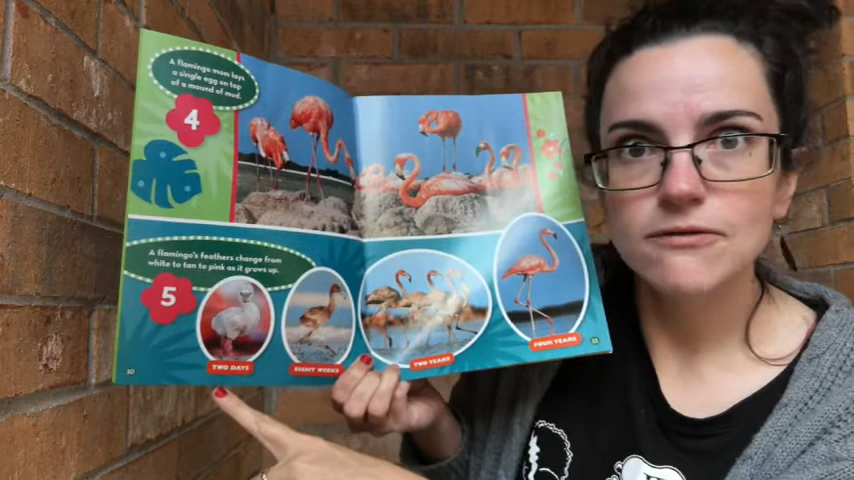 A flamingo mom lays
a single egg on top
of a mound of mud.
4
A flamingo's feathers change from
white to tan to pink as it grows up.
5
TWO DAYS
EIGHT WEEKS
TWO YEARS
FOUR YEARS
10